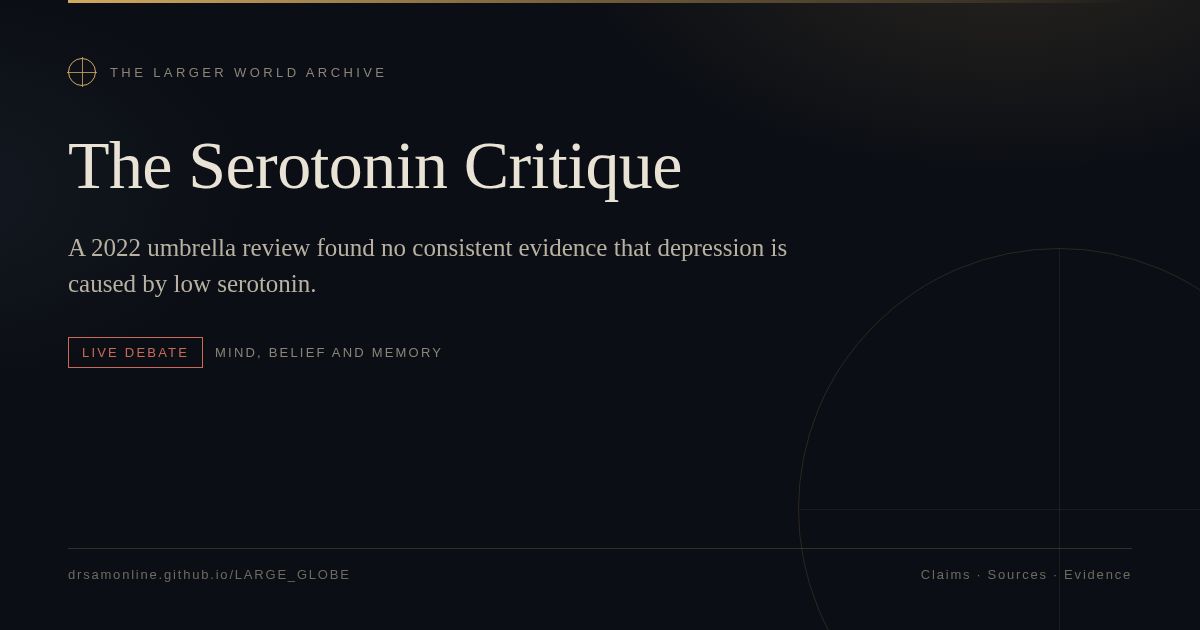 THE LARGER WORLD ARCHIVE
The Serotonin Critique
A 2022 umbrella review found no consistent evidence that depression is
caused by low serotonin.
LIVE DEBATE MIND, BELIEF AND MEMORY
drsamonline.github.io/LARGE_GLOBE Claims · Sources · Evidence